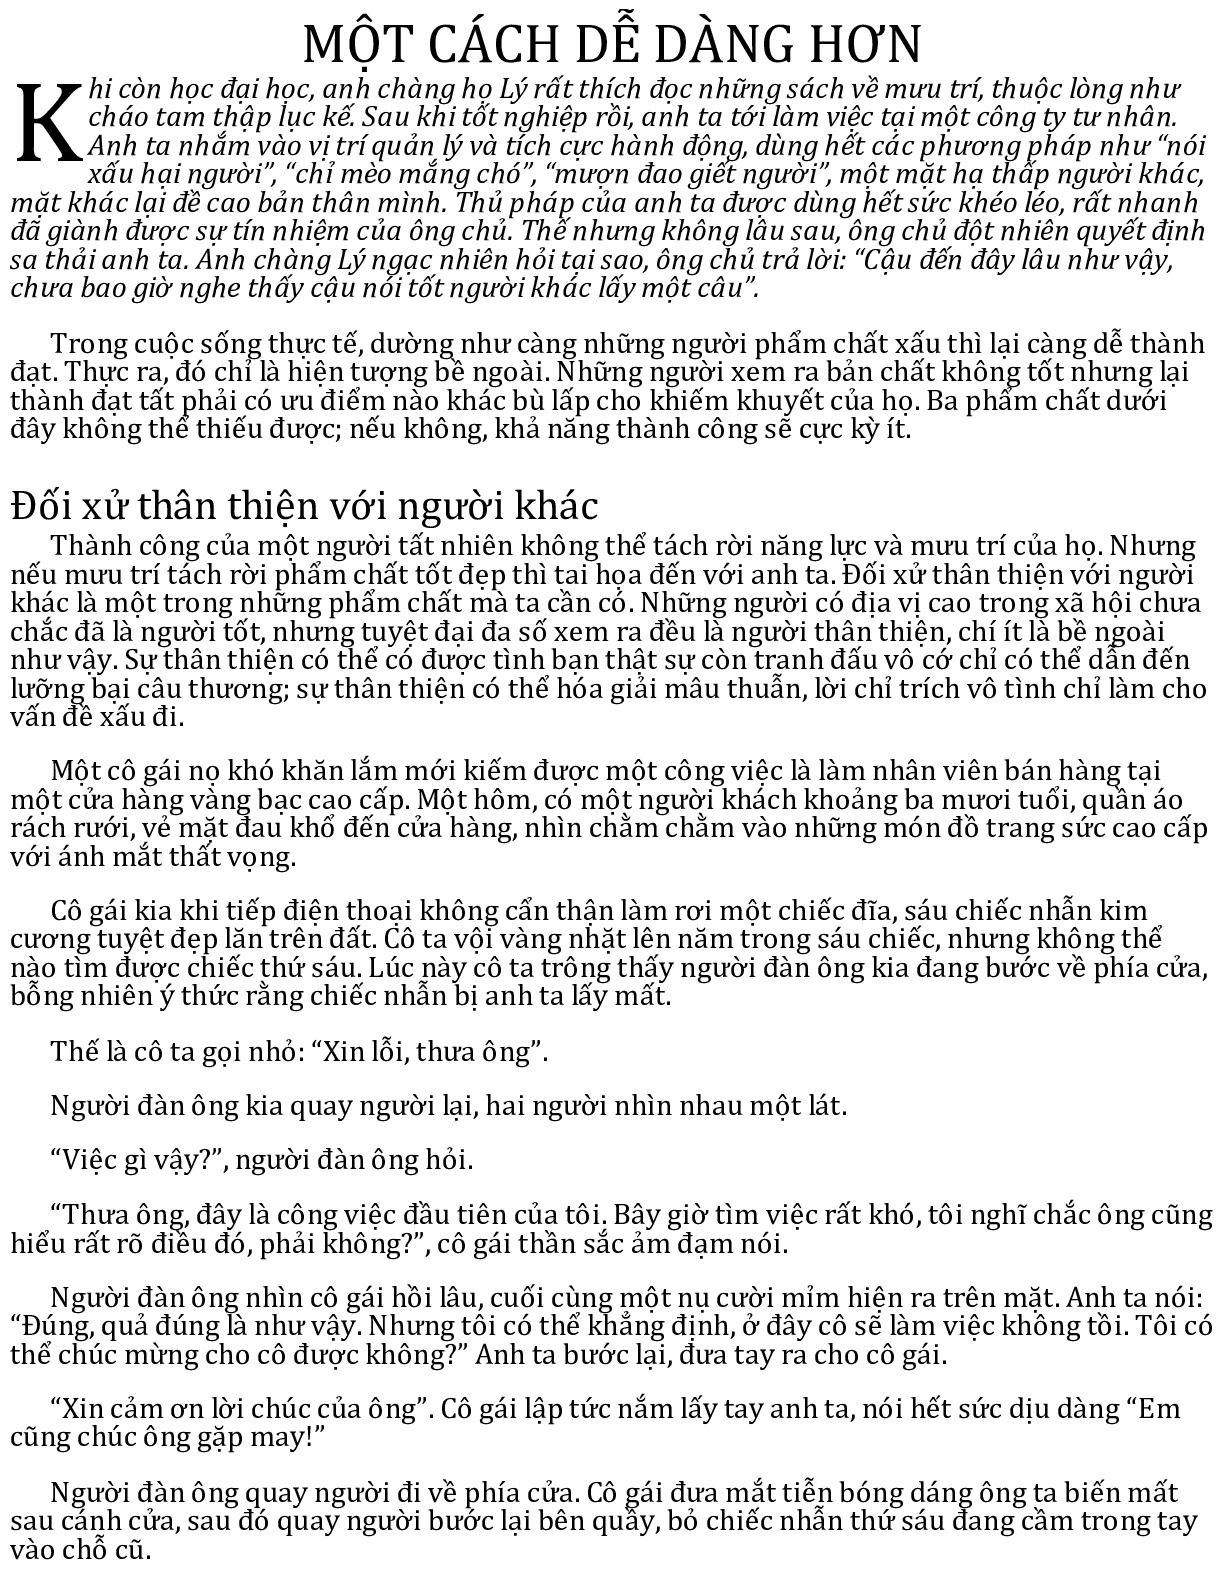 MỘT CÁCH DỄ DÀNG HƠN
Khi còn học đại học, anh chàng họ Lý rất thích đọc những sách về mưu trí, thuộc lòng như
cháo tam thập lục kế. Sau khi tốt nghiệp rồi, anh ta tới làm việc tại một công ty tư nhân.
Anh ta nhắm vào vị trí quản lý và tích cực hành động, dùng hết các phương pháp như “nói
xấu hại người”, “chỉ mèo mắng chó”, “mượn đao giết người”, một mặt hạ thấp người khác,
mặt khác lại đề cao bản thân mình. Thủ pháp của anh ta được dùng hết sức khéo léo, rất nhanh
đã giành được sự tín nhiệm của ông chủ. Thế nhưng không lâu sau, ông chủ đột nhiên quyết định
sa thải anh ta. Anh chàng Lý ngạc nhiên hỏi tại sao, ông chủ trả lời: “Cậu đến đây lâu như vậy,
chưa bao giờ nghe thấy cậu nói tốt người khác lấy một câu”.
Trong cuộc sống thực tế, dường như càng những người phẩm chất xấu thì lại càng dễ thành
đạt. Thực ra, đó chỉ là hiện tượng bề ngoài. Những người xem ra bản chất không tốt nhưng lại
thành đạt tất phải có ưu điểm nào khác bù lấp cho khiếm khuyết của họ. Ba phẩm chất dưới
đây không thể thiếu được; nếu không, khả năng thành công sẽ cực kỳ ít.
Đối xử thân thiện với người khác
Thành công của một người tất nhiên không thể tách rời năng lực và mưu trí của họ. Nhưng
nếu mưu trí tách rời phẩm chất tốt đẹp thì tai họa đến với anh ta. Đối xử thân thiện với người
khác là một trong những phẩm chất mà ta cần có. Những người có địa vị cao trong xã hội chưa
chắc đã là người tốt, nhưng tuyệt đại đa số xem ra đều là người thân thiện, chí ít là bề ngoài
như vậy. Sự thân thiện có thể có được tình bạn thật sự còn tranh đấu vô cớ chỉ có thể dẫn đến
lưỡng bại câu thương; sự thân thiện có thể hóa giải mâu thuẫn, lời chỉ trích vô tình chỉ làm cho
vấn đề xấu đi.
Một cô gái nọ khó khăn lắm mới kiếm được một công việc là làm nhân viên bán hàng tại
một cửa hàng vàng bạc cao cấp. Một hôm, có một người khách khoảng ba mươi tuổi, quần áo
rách rưới, vẻ mặt đau khổ đến cửa hàng, nhìn chằm chằm vào những món đồ trang sức cao cấp
với ánh mắt thất vọng.
Cô gái kia khi tiếp điện thoại không cẩn thận làm rơi một chiếc đĩa, sáu chiếc nhẫn kim
cương tuyệt đẹp lăn trên đất. Cô ta vội vàng nhặt lên năm trong sáu chiếc, nhưng không thể
nào tìm được chiếc thứ sáu. Lúc này cô ta trông thấy người đàn ông kia đang bước về phía cửa,
bỗng nhiên ý thức rằng chiếc nhẫn bị anh ta lấy mất.
Thế là cô ta gọi nhỏ: “Xin lỗi, thưa ông”.
Người đàn ông kia quay người lại, hai người nhìn nhau một lát.
“Việc gì vậy?”, người đàn ông hỏi.
“Thưa ông, đây là công việc đầu tiên của tôi. Bây giờ tìm việc rất khó, tôi nghĩ chắc ông cũng
hiểu rất rõ điều đó, phải không?”, cô gái thần sắc ảm đạm nói.
Người đàn ông nhìn cô gái hồi lâu, cuối cùng một nụ cười mỉm hiện ra trên mặt. Anh ta nói:
“Đúng, quả đúng là như vậy. Nhưng tôi có thể khẳng định, ở đây cô sẽ làm việc không tồi. Tôi có
thể chúc mừng cho cô được không?” Anh ta bước lại, đưa tay ra cho cô gái.
“Xin cảm ơn lời chúc của ông”. Cô gái lập tức nắm lấy tay anh ta, nói hết sức dịu dàng “Em
cũng chúc ông gặp may!”
Người đàn ông quay người đi về phía cửa. Cô gái đưa mắt tiễn bóng dáng ông ta biến mất
sau cánh cửa, sau đó quay người bước lại bên quầy, bỏ chiếc nhẫn thứ sáu đang cầm trong tay
vào chỗ cũ.